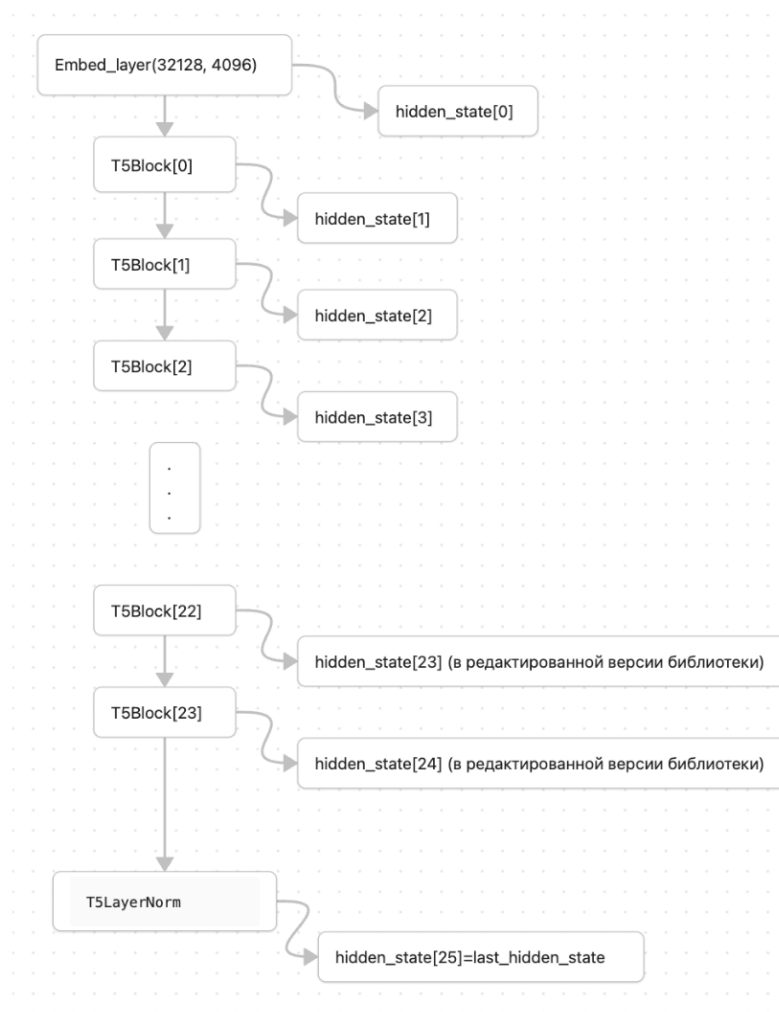 Embed_layer(32128, 4096)
hidden_state[0]
T5Block[0]
hidden_state[1]
T5Block[1]
hidden_state[2]
T5Block[2]
hidden_state[3]
.
.
.
T5Block[22]
hidden_state[23] (в редактированной версии библиотеки)
T5Block[23]
hidden_state[24] (в редактированной версии библиотеки)
T5LayerNorm
hidden_state[25]=last_hidden_state